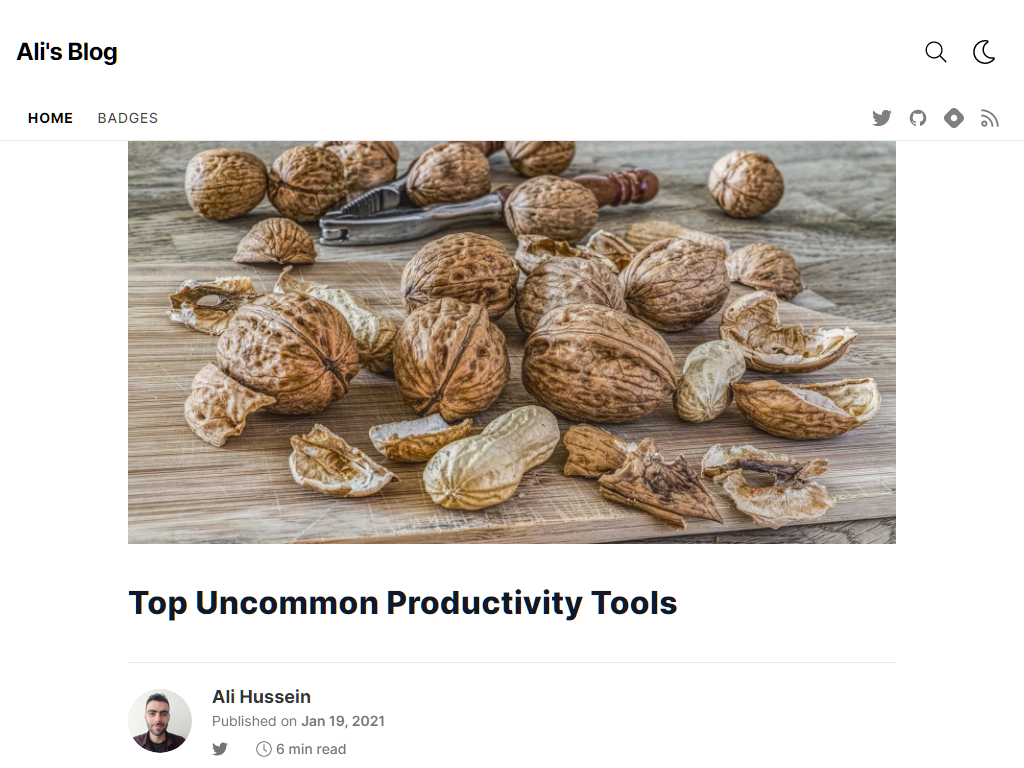 Ali's Blog
HOME BADGES
Top Uncommon Productivity Tools
Ali Hussein
Published on Jan 19, 2021
6 min read